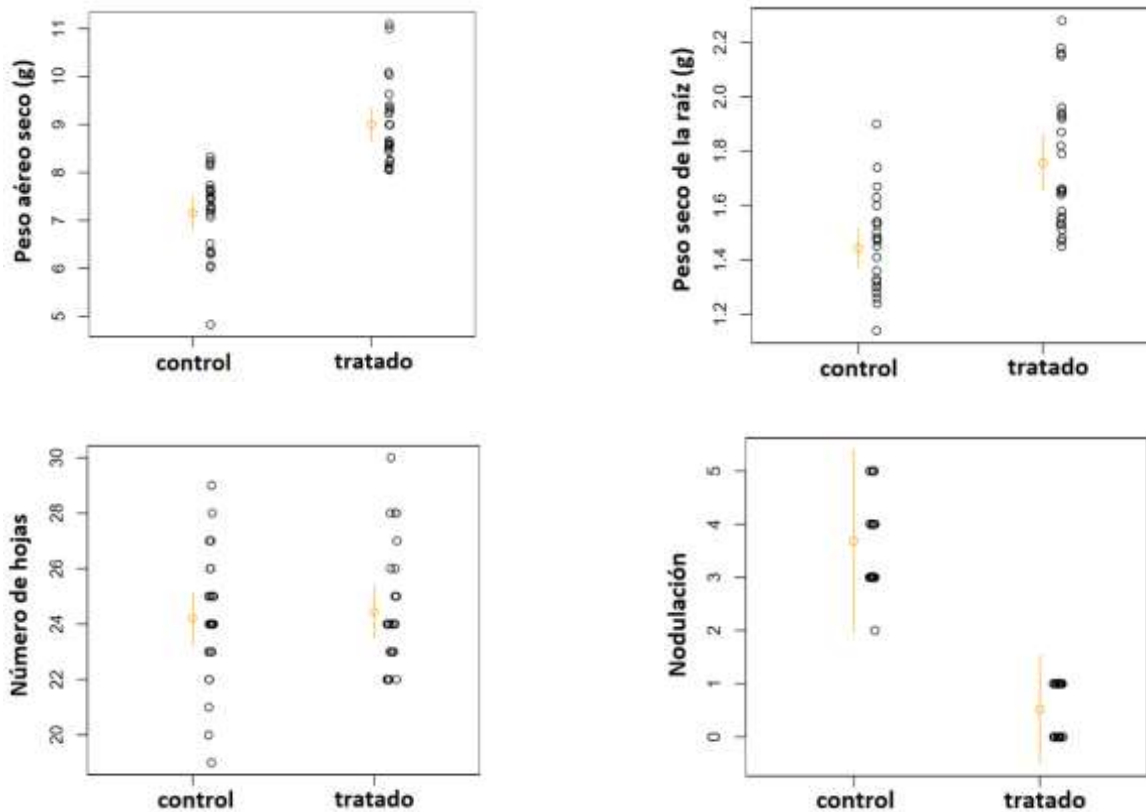 Peso aéreo seco (g)
11
10
9
8
7
6
5
control
tratado
Peso seco de la raíz (g)
2.2
2.0
1.8
1.6
1.4
1.2
control
tratado
Número de hojas
30
28
26
24
22
20
control
tratado
Nodulación
5
4
3
2
1
0
control
tratado